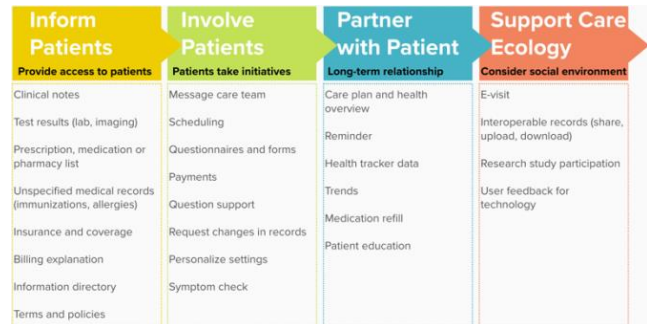 Inform
Patients
Provide access to patients
Clinical notes
Test results (lab, imaging)
Prescription, medication or
pharmacy list
Unspecified medical records
(immunizations, allergies)
Insurance and coverage
Billing explanation
Information directory
Terms and policies
Involve
Patients
Patients take initiatives
Message care team
Scheduling
Questionnaires and forms
Payments
Question support
Request changes in records
Personalize settings
Symptom check
Partner
with Patient
Long-term relationship
Care plan and health
overview
Reminder
Health tracker data
Trends
Medication refill
Patient education
Support Care
Ecology
Consider social environment
E-visit
Interoperable records (share,
upload, download)
Research study participation
User feedback for
technology